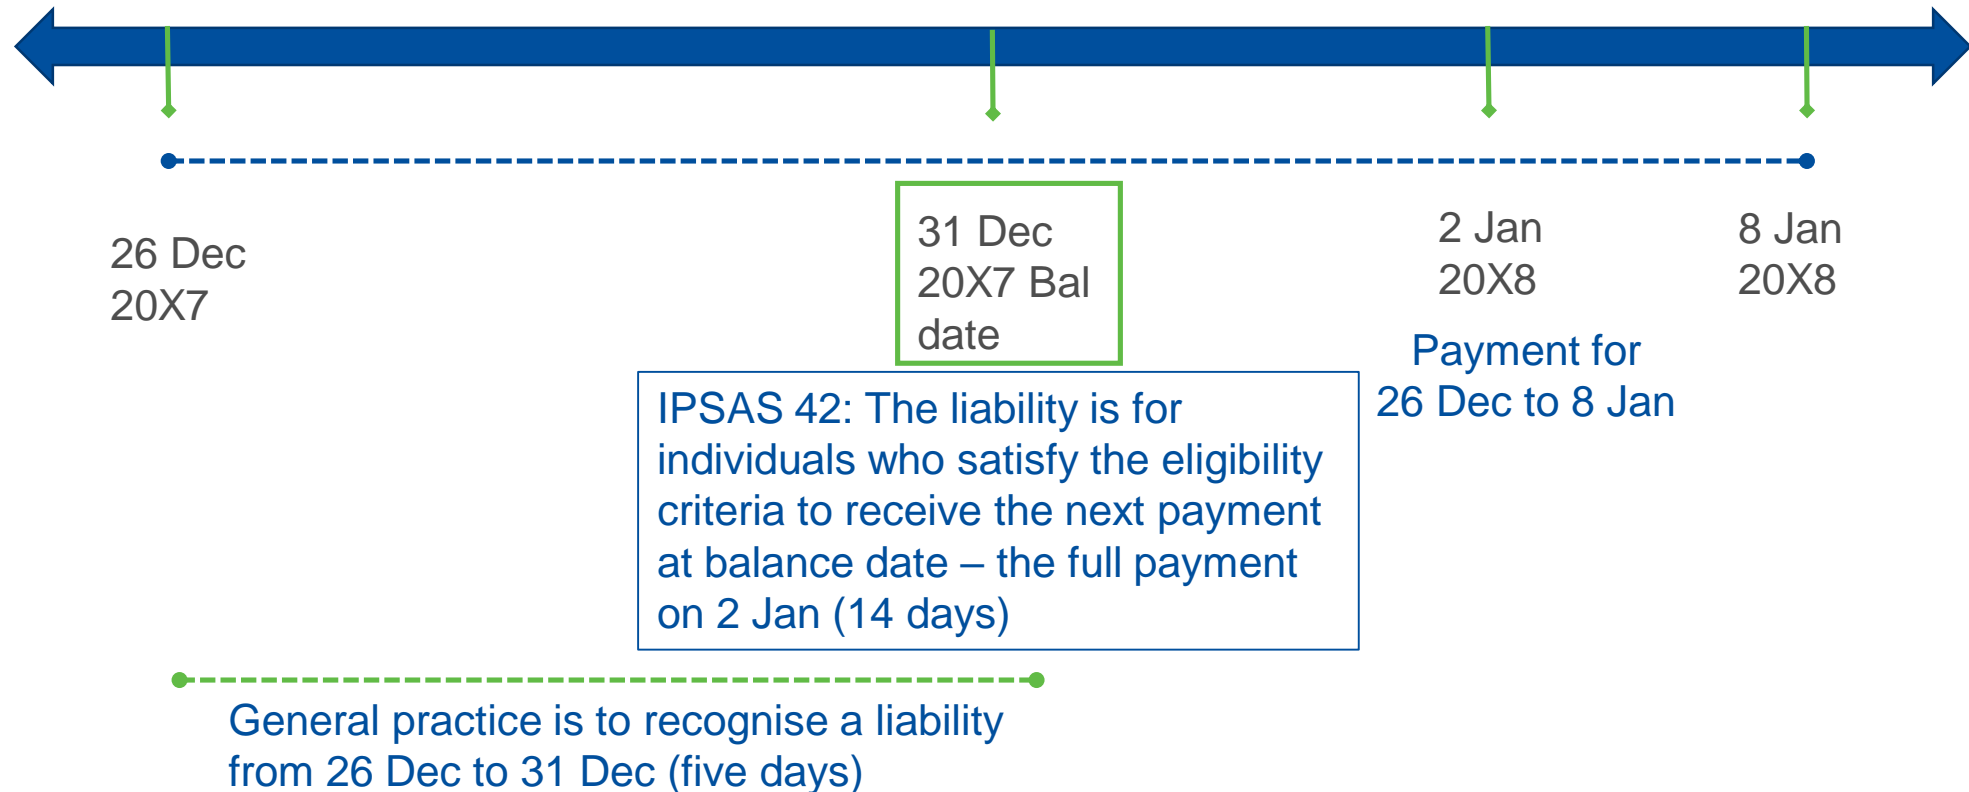 26 Dec
20X7
31 Dec
20X7 Bal
date
2 Jan
20X8
8 Jan
20X8
Payment for
26 Dec to 8 Jan
IPSAS 42: The liability is for
individuals who satisfy the eligibility
criteria to receive the next payment
at balance date – the full payment
on 2 Jan (14 days)
General practice is to recognise a liability
from 26 Dec to 31 Dec (five days)